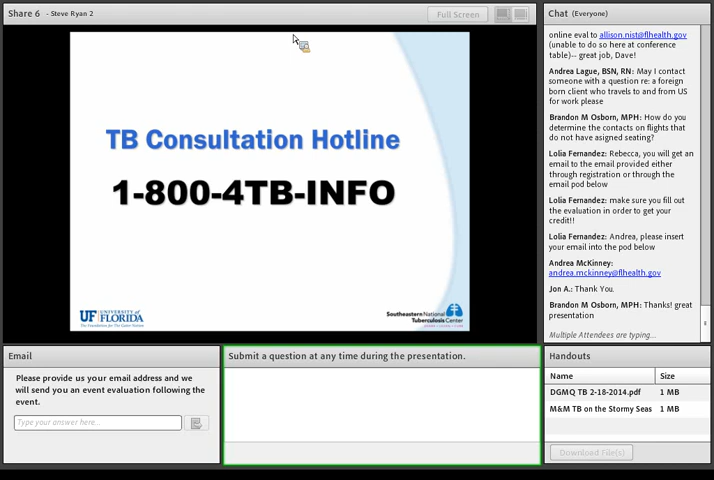 Share 6 - Steve Ryan 2
Full Screen
TB Consultation Hotline
1-800-4TB-INFO
UF UNIVERSITY of
FLORIDA
The Foundation for The Gator Nation
Southeastern National
Tuberculosis Center
Chat (Everyone)
online eval to allison.nist@flhealth.gov
(unable to do so here at conference
table)-- great job, Dave!
Andrea Lague, BSN, RN: May I contact
someone with a question re: a foreign
born client who travels to and from US
for work please
Brandon M Osborn, MPH: How do you
determine the contacts on flights that
do not have asigned seating?
Lolia Fernandez: Rebecca, you will get an
email to the email provided either
through registration or through the
email pod below
Lolia Fernandez: make sure you fill out
the evaluation in order to get your
credit!!
Lolia Fernandez: Andrea, please insert
your email into the pod below
Andrea McKinney:
andrea.mckinney@flhealth.gov
Jon A.: Thank You.
Brandon M Osborn, MPH: Thanks! great
presentation
Multiple Attendees are typing...
Email
Please provide us your email address and we
will send you an event evaluation following the
event.
Type your answer here...
Submit a question at any time during the presentation.
Handouts
Name Size
DGMQ TB 2-18-2014.pdf 1 MB
M&M TB on the Stormy Seas 1 MB
Download File(s)